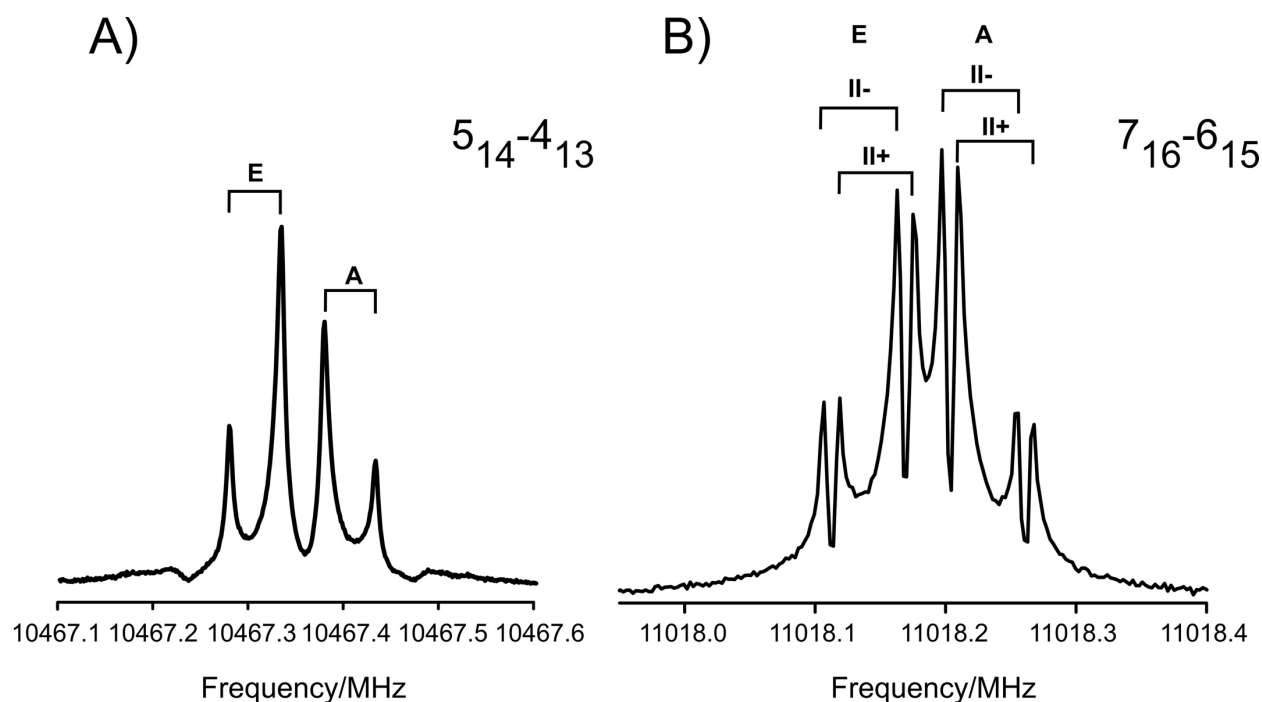 A)
B)
E
A
II-
II-
II+
II+
5₁₄-4₁₃
7₁₆-6₁₅
E
A
10467.1 10467.2 10467.3 10467.4 10467.5 10467.6
11018.0 11018.1 11018.2 11018.3 11018.4
Frequency/MHz
Frequency/MHz